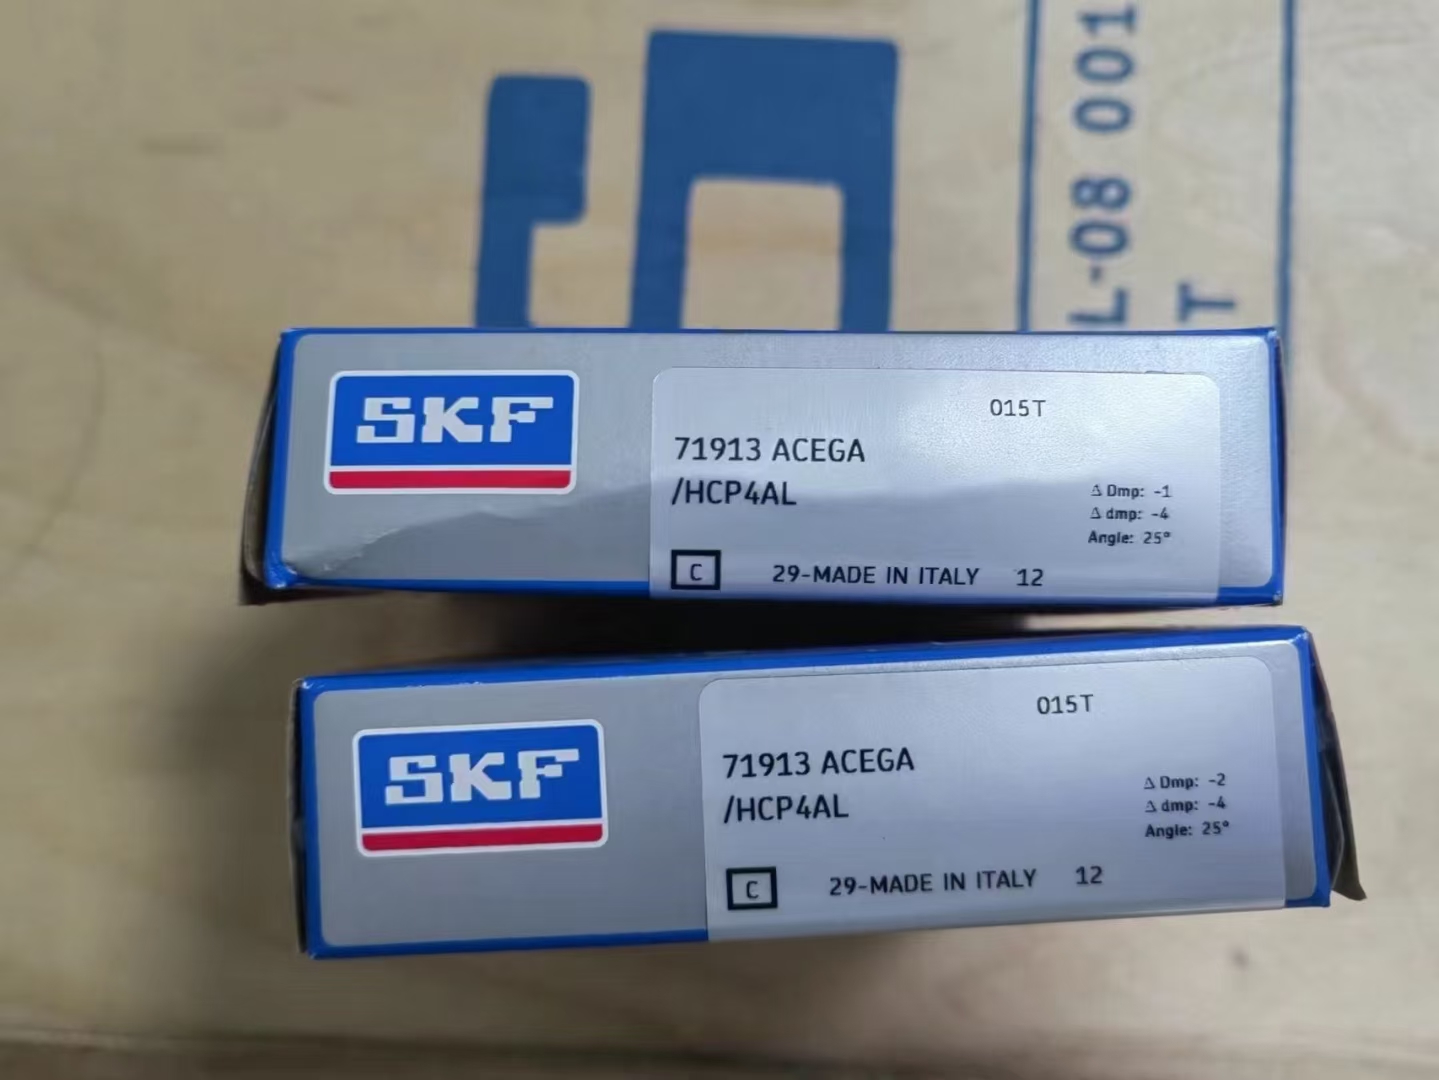 L-08 001
T
SKF
015T
71913 ACEGA
/HCP4AL
Δ Dmp: -1
Δ dmp: -4
Angle: 25°
C
29-MADE IN ITALY 12
SKF
015T
71913 ACEGA
/HCP4AL
Δ Dmp: -2
Δ dmp: -4
Angle: 25°
C
29-MADE IN ITALY 12